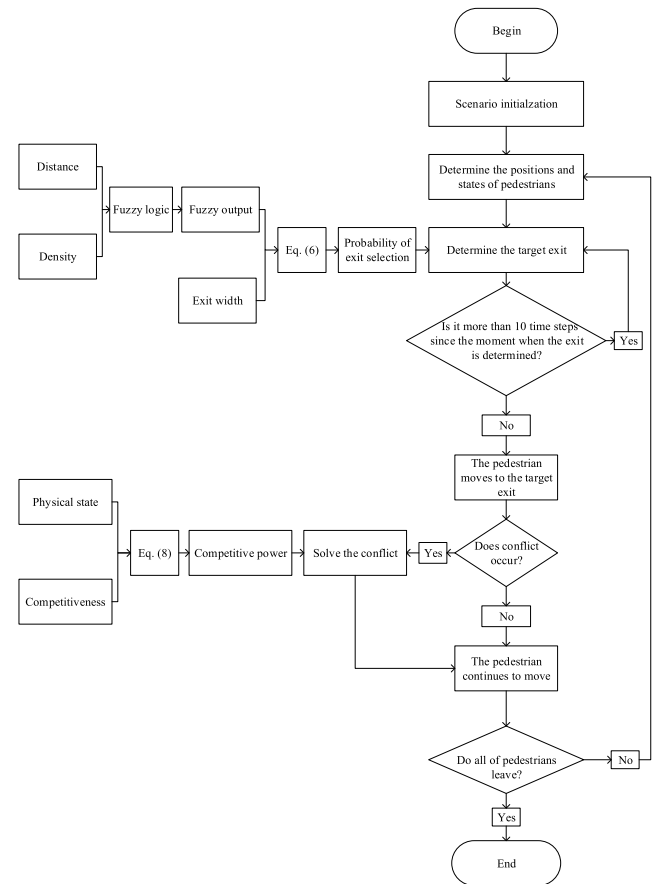 Begin
Scenario initialzation
Determine the positions and
states of pedestrians
Distance
Density
Fuzzy logic
Fuzzy output
Exit width
Eq. (6)
Probability of
exit selection
Determine the target exit
Is it more than 10 time steps
since the moment when the exit
is determined?
Yes
No
The pedestrian
moves to the target
exit
Physical state
Competitiveness
Eq. (8)
Competitive power
Solve the conflict
Yes
Does conflict
occur?
No
The pedestrian
continues to move
Do all of pedestrians
leave?
No
Yes
End